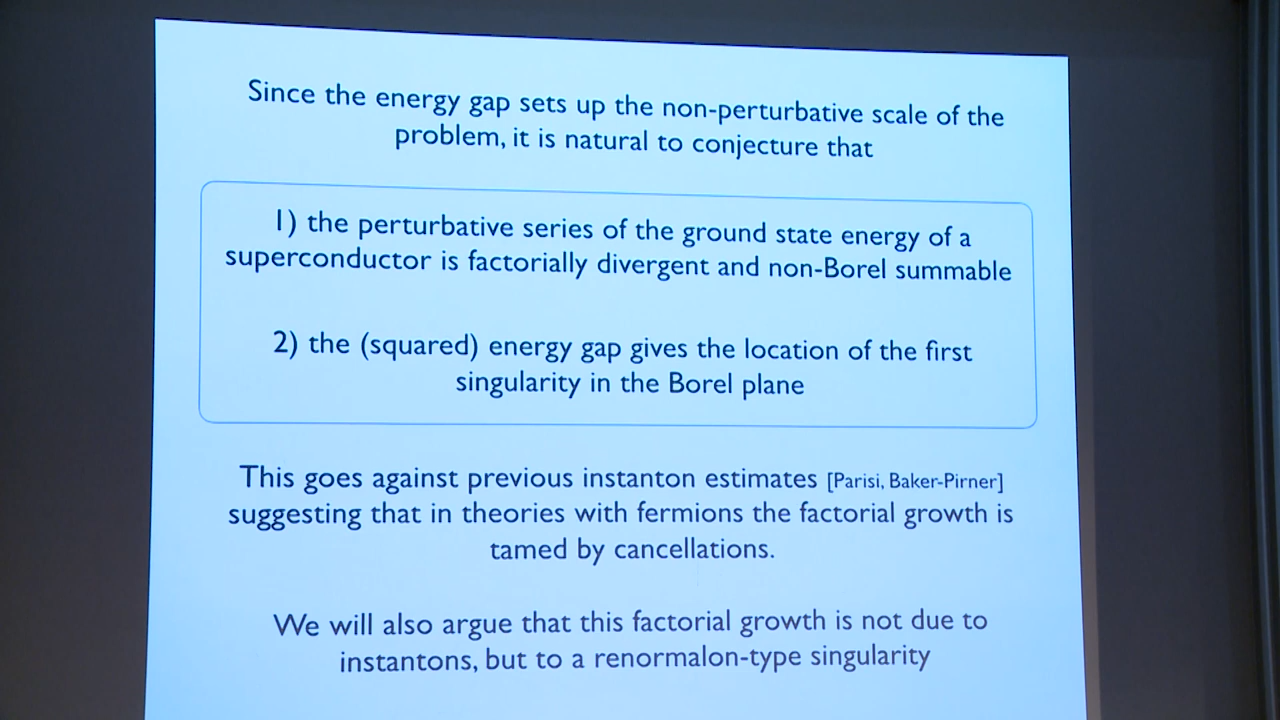 Since the energy gap sets up the non-perturbative scale of the
problem, it is natural to conjecture that
1) the perturbative series of the ground state energy of a
superconductor is factorially divergent and non-Borel summable
2) the (squared) energy gap gives the location of the first
singularity in the Borel plane
This goes against previous instanton estimates [Parisi, Baker-Pirner]
suggesting that in theories with fermions the factorial growth is
tamed by cancellations.
We will also argue that this factorial growth is not due to
instantons, but to a renormalon-type singularity